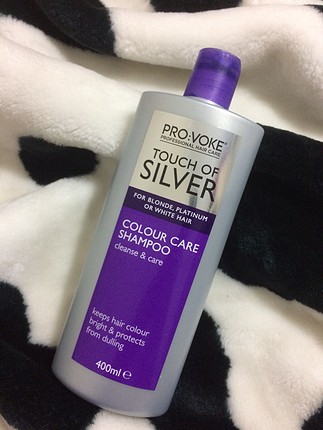 PRO:VOKE
PROFESSIONAL HAIR CARE
TOUCH OF
SILVER
FOR BLONDE, PLATINUM
OR WHITE HAIR
COLOUR CARE
SHAMPOO
cleanse & care
keeps hair colour
bright & protects
from dulling
400ml ℮